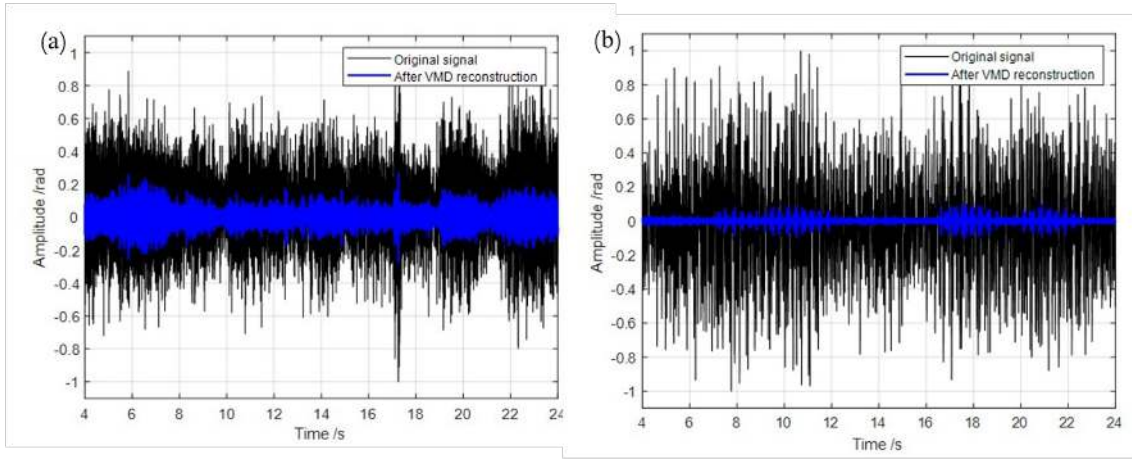 (a)
Original signal
After VMD reconstruction
1
0.8
0.6
0.4
0.2
0
-0.2
-0.4
-0.6
-0.8
-1
Amplitude /rad
4 6 8 10 12 14 16 18 20 22 24
Time /s
(b)
Original signal
After VMD reconstruction
1
0.8
0.6
0.4
0.2
0
-0.2
-0.4
-0.6
-0.8
-1
Amplitude /rad
4 6 8 10 12 14 16 18 20 22 24
Time /s